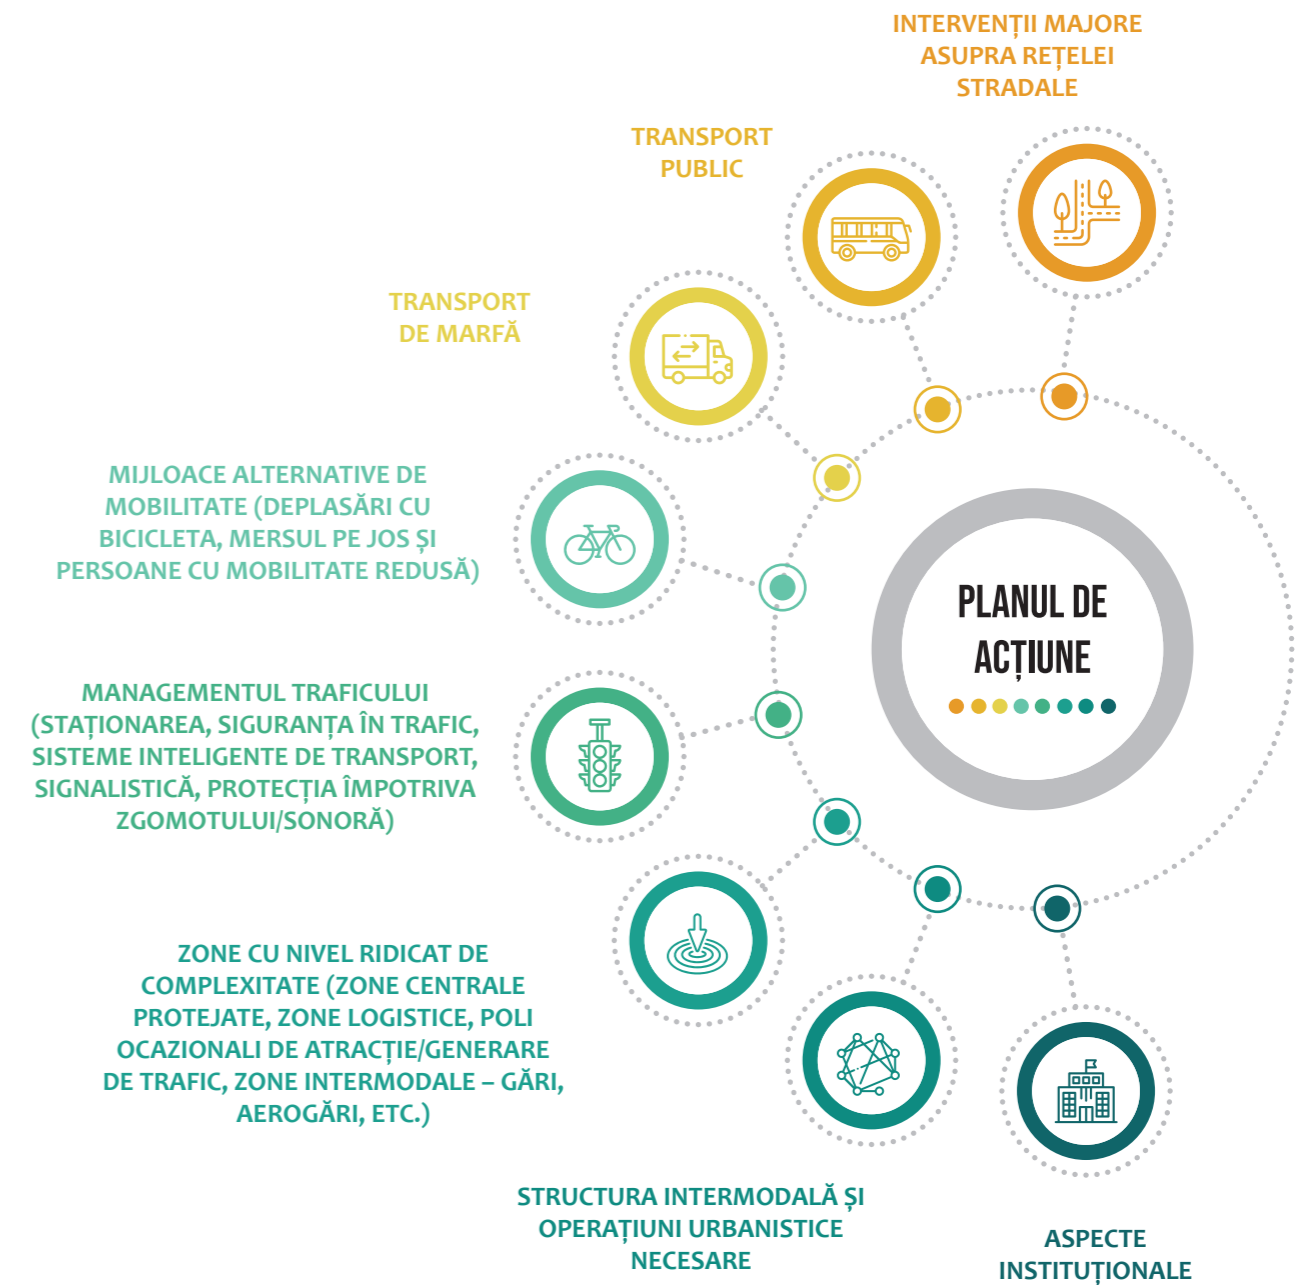 INTERVENȚII MAJORE
ASUPRA REȚELEI
STRADALE
TRANSPORT
PUBLIC
TRANSPORT
DE MARFĂ
MIJLOACE ALTERNATIVE DE
MOBILITATE (DEPLASĂRI CU
BICICLETA, MERSUL PE JOS ȘI
PERSOANE CU MOBILITATE REDUSĂ)
PLANUL DE
ACȚIUNE
MANAGEMENTUL TRAFICULUI
(STAȚIONAREA, SIGURANȚA ÎN TRAFIC,
SISTEME INTELIGENTE DE TRANSPORT,
SIGNALISTICĂ, PROTECȚIA ÎMPOTRIVA
ZGOMOTULUI/SONORĂ)
ZONE CU NIVEL RIDICAT DE
COMPLEXITATE (ZONE CENTRALE
PROTEJATE, ZONE LOGISTICE, POLI
OCAZIONALI DE ATRACȚIE/GENERARE
DE TRAFIC, ZONE INTERMODALE – GĂRI,
AEROGĂRI, ETC.)
STRUCTURA INTERMODALĂ ȘI
OPERAȚIUNI URBANISTICE
NECESARE
ASPECTE
INSTITUȚIONALE